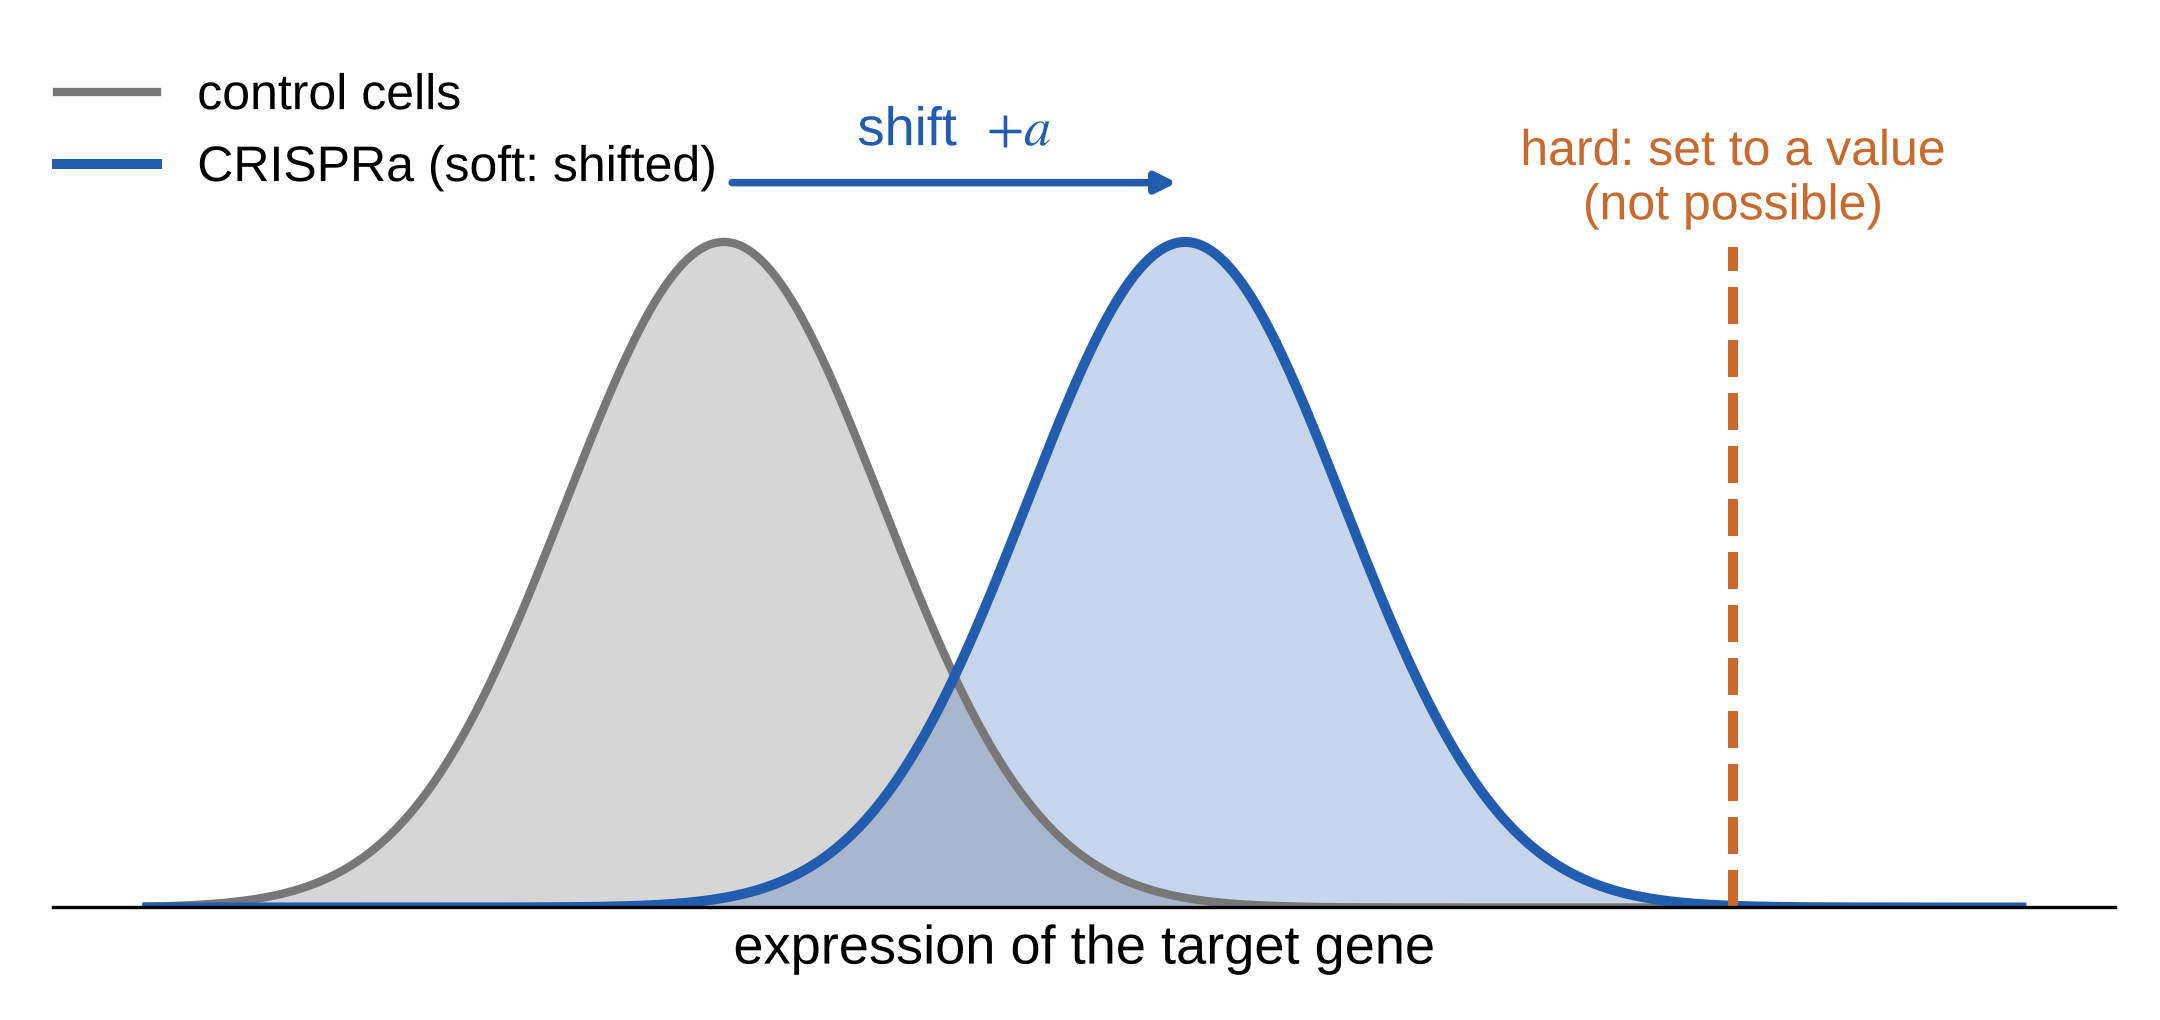 control cells
CRISPRa (soft: shifted)
shift +a
hard: set to a value
(not possible)
expression of the target gene